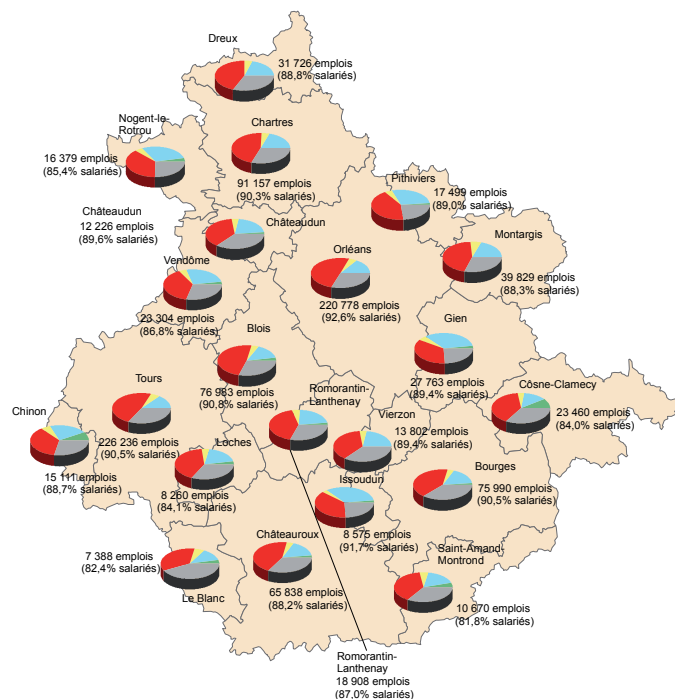 Dreux
31 726 emplois
(88,8% salariés)
Nogent-le-
Rotrou
16 379 emplois
(85,4% salariés)
Chartres
91 157 emplois
(90,3% salariés)
Pithiviers
17 499 emplois
(89,0% salariés)
Châteaudun
12 226 emplois
(89,6% salariés)
Châteaudun
Orléans
220 778 emplois
(92,6% salariés)
Montargis
39 829 emplois
(88,3% salariés)
Vendôme
23 304 emplois
(86,8% salariés)
Blois
76 983 emplois
(90,8% salariés)
Gien
27 763 emplois
(89,4% salariés)
Tours
226 236 emplois
(90,5% salariés)
Romorantin-
Lanthenay
Vierzon
13 802 emplois
(89,4% salariés)
Cosne-Clamecy
23 460 emplois
(84,0% salariés)
Chinon
15 111 emplois
(88,7% salariés)
Loches
8 260 emplois
(84,1% salariés)
Issoudun
8 575 emplois
(91,7% salariés)
Bourges
75 990 emplois
(90,5% salariés)
7 388 emplois
(82,4% salariés)
Le Blanc
Châteauroux
65 838 emplois
(88,2% salariés)
Saint-Amand-
Montrond
10 670 emplois
(81,8% salariés)
Romorantin-
Lanthenay
18 908 emplois
(87,0% salariés)